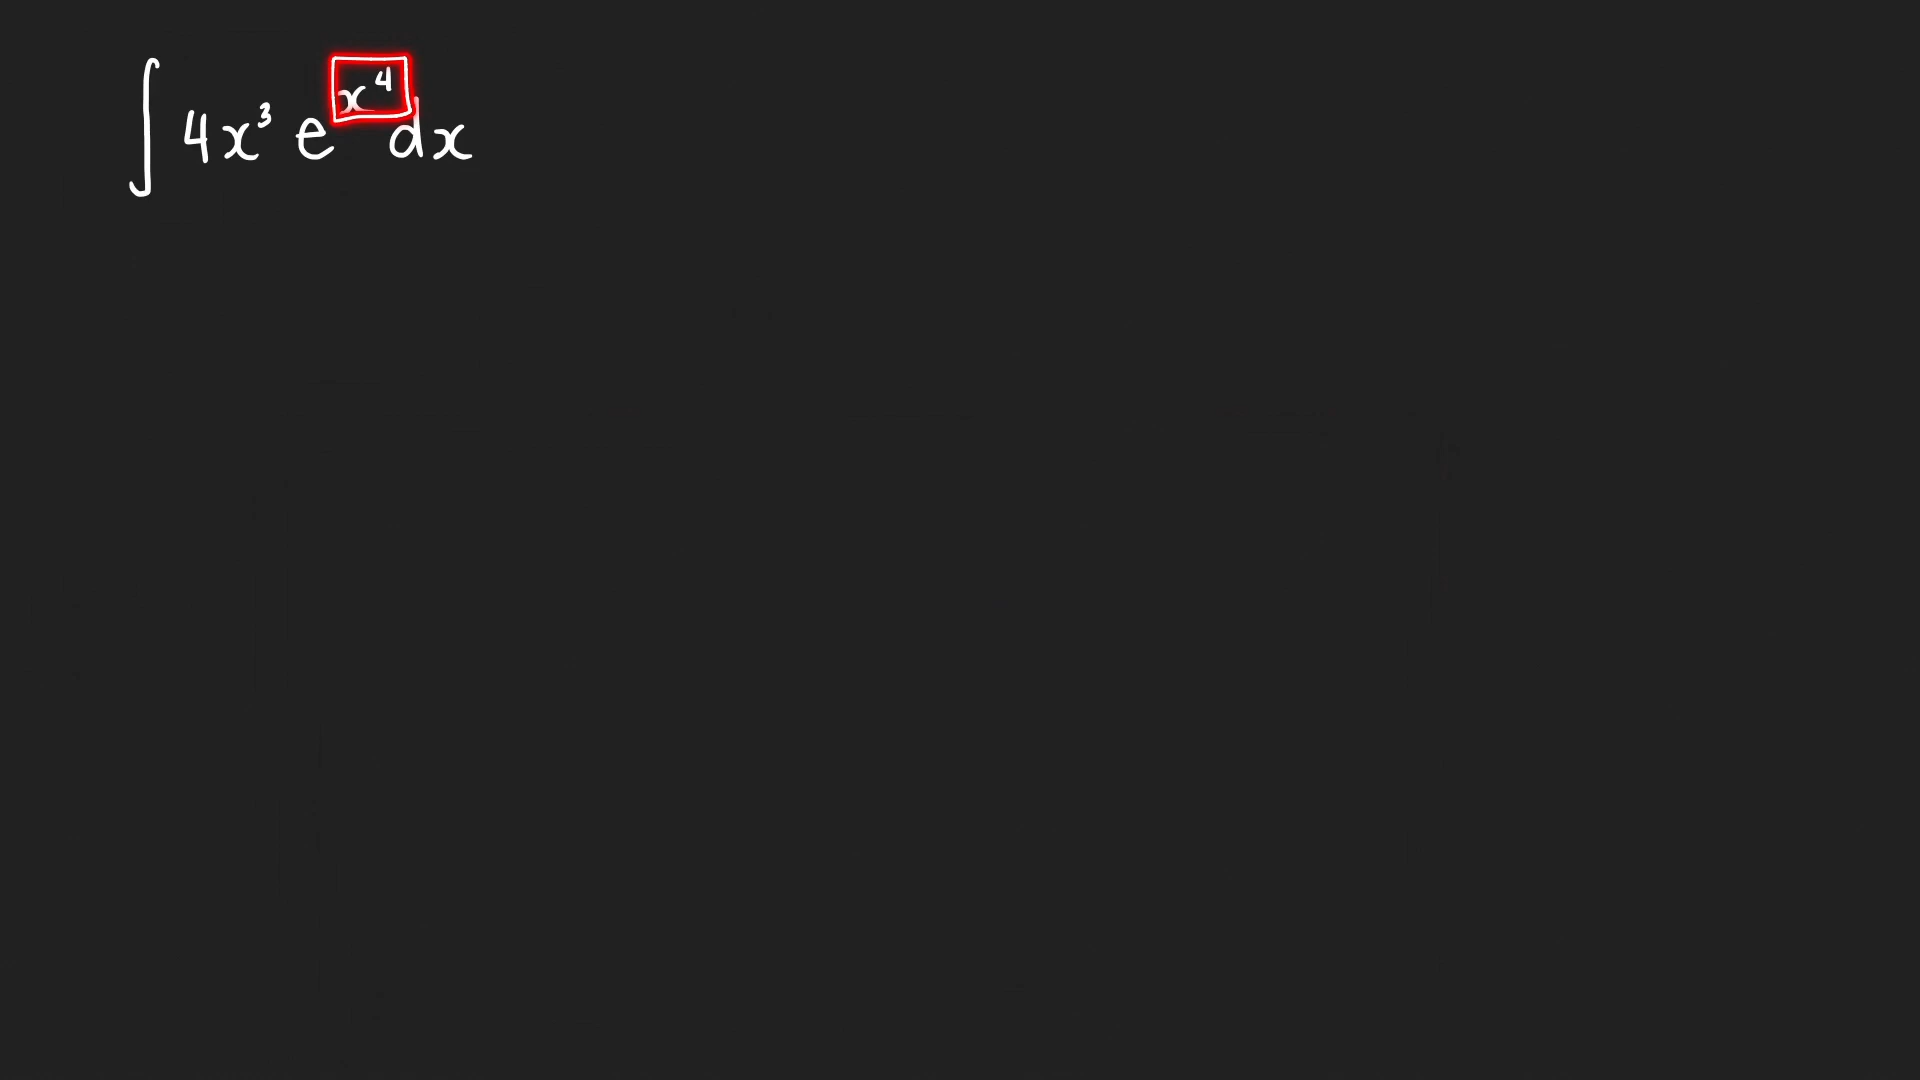 ∫ 4x³ e^{x⁴} dx